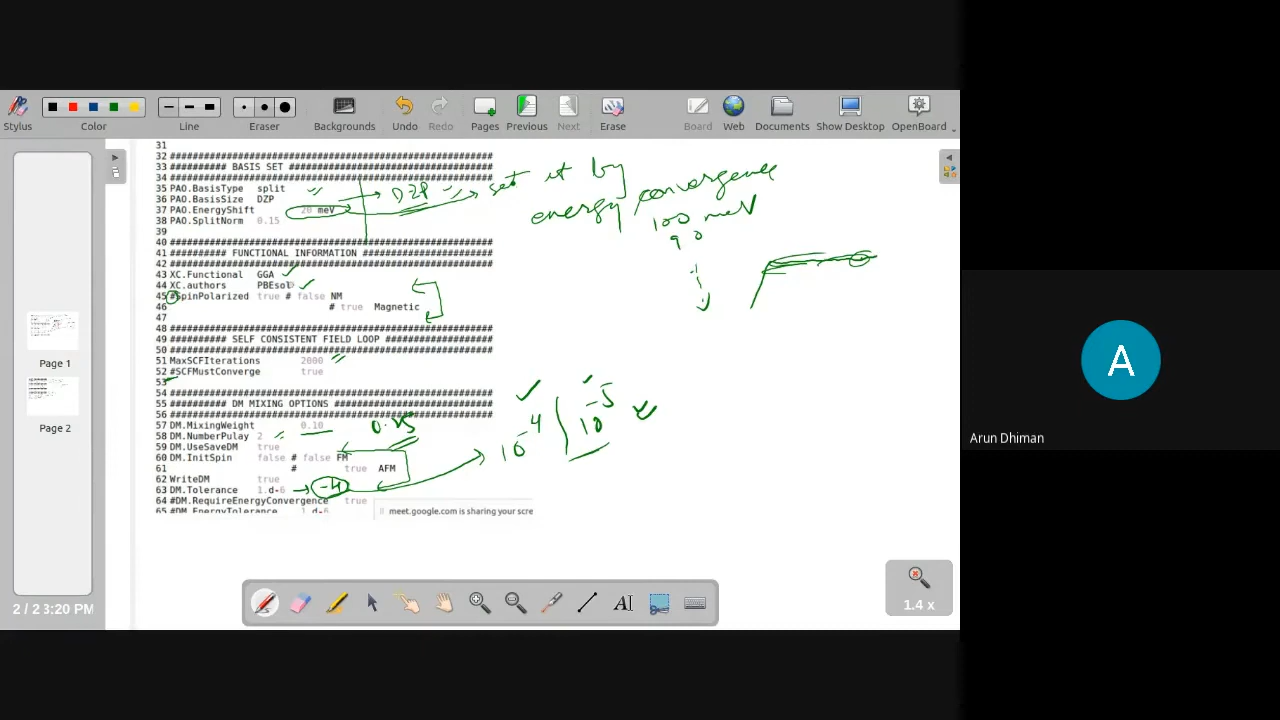 Stylus
Color
Line
Eraser
Backgrounds
Undo
Redo
Pages
Previous
Next
Erase
Board
Web
Documents
Show Desktop
OpenBoard
31
32 ##################################################
33 ########## BASIS SET #############################
34 ##################################################
35 PAO.BasisType split
36 PAO.BasisSize DZP
37 PAO.EnergyShift 20 meV
38 PAO.SplitNorm 0.15
39
DZP
set it by
energy convergence
100 meV
90
40 ##################################################
41 ########## FUNCTIONAL INFORMATION ################
42 ##################################################
43 XC.Functional GGA
44 XC.authors PBEsol
45 #SpinPolarized true # false NM
46 # true Magnetic
47
48 ##################################################
49 ########## SELF CONSISTENT FIELD LOOP ############
50 ##################################################
51 MaxSCFIterations 2000
52 #SCFMustConverge true
53
54 ##################################################
55 ########## DM MIXING OPTIONS #####################
56 ##################################################
57 DM.MixingWeight 0.10
58 DM.NumberPulay 2
59 DM.UseSaveDM true
60 DM.InitSpin false # false FM
61 # true AFM
62 WriteDM true
63 DM.Tolerance 1.d-6
64 #DM.RequireEnergyConvergence true
65 #DM.EnergyTolerance 1.d-6
0.25
-4
10-4
10-5
meet.google.com is sharing your scre
Page 1
Page 2
2 / 2 3:20 PM
1.4 x
A
Arun Dhiman